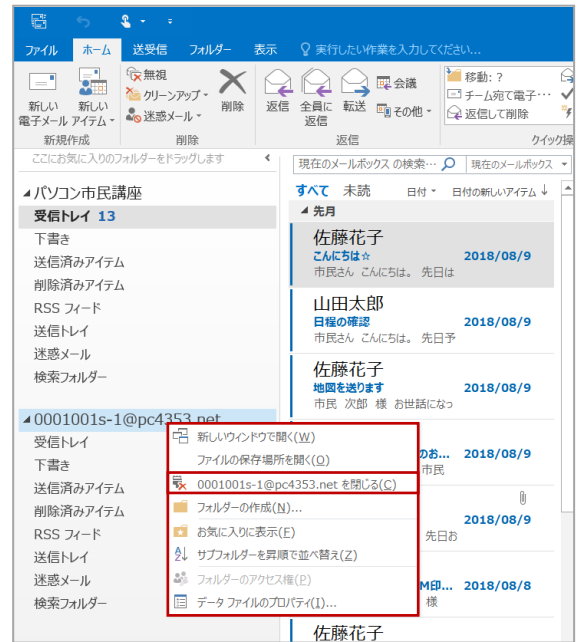 ファイル ホーム 送受信 フォルダー 表示 実行したい作業を入力してください...
新しい 電子メール
新しい アイテム
無視
クリーンアップ
迷惑メール
削除
返信
全員に 返信
転送
会議
その他
移動: ?
チーム宛て電子…
返信して削除
新規作成 削除 返信 クイック操
ここにお気に入りのフォルダーをドラッグします
現在のメールボックス の検索… 現在のメールボックス
パソコン市民講座
受信トレイ 13
下書き
送信済みアイテム
削除済みアイテム
RSS フィード
送信トレイ
迷惑メール
検索フォルダー
0001001s-1@pc4353.net
受信トレイ
下書き
送信済みアイテム
削除済みアイテム
RSS フィード
送信トレイ
迷惑メール
検索フォルダー
新しいウィンドウで開く(W)
ファイルの保存場所を開く(O)
0001001s-1@pc4353.net を閉じる(C)
フォルダーの作成(N)...
お気に入りに表示(F)
サブフォルダーを昇順で並べ替え(Z)
フォルダーのアクセス権(P)
データ ファイルのプロパティ(I)...
すべて 未読 日付 日付の新しいアイテム ↓
先月
佐藤花子
こんにちは☆ 2018/08/9
市民さん こんにちは。 先日は
山田太郎
日程の確認 2018/08/9
市民さん こんにちは。 先日予
佐藤花子
地図を送ります 2018/08/9
市民 次郎 様 お世話になっ
のお... 2018/08/9
市民
2018/08/9
先日お
M印... 2018/08/8
様
佐藤花子